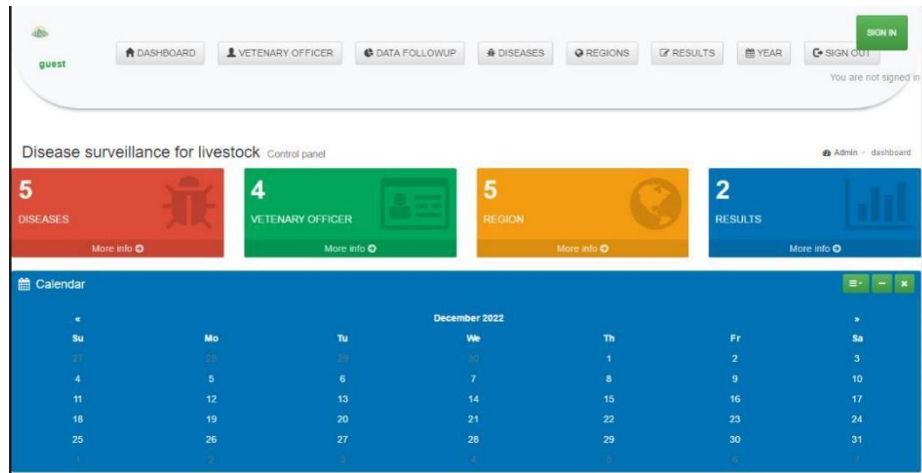 SIGN IN
guest
DASHBOARD VETENARY OFFICER DATA FOLLOWUP DISEASES REGIONS RESULTS YEAR SIGN OUT
You are not signed in
Disease surveillance for livestock Control panel
Admin - dashboard
5 4 5 2
DISEASES VETENARY OFFICER REGION RESULTS
More info More info More info More info
Calendar
« December 2022 »
Su Mo Tu We Th Fr Sa
27 28 29 30 1 2 3
4 5 6 7 8 9 10
11 12 13 14 15 16 17
18 19 20 21 22 23 24
25 26 27 28 29 30 31
1 2 3 4 5 6 7